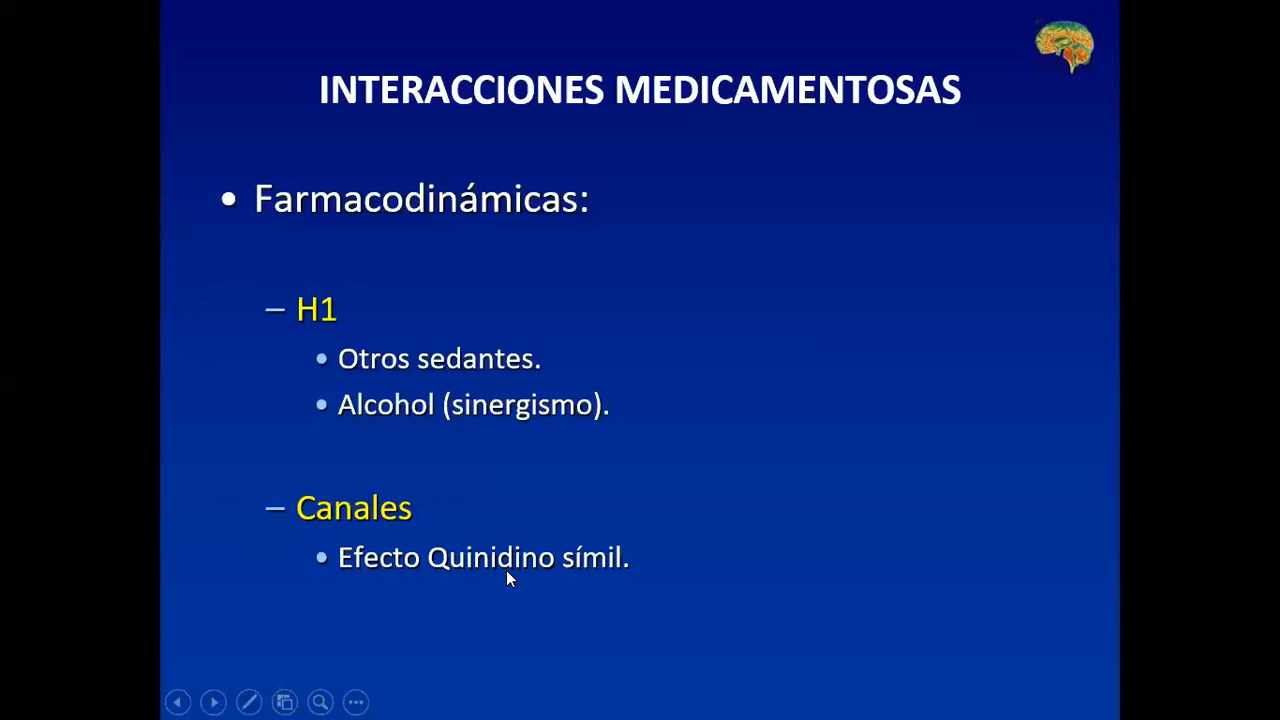 INTERACCIONES MEDICAMENTOSAS
• Farmacodinámicas:
– H1
• Otros sedantes.
• Alcohol (sinergismo).
– Canales
• Efecto Quinidino símil.